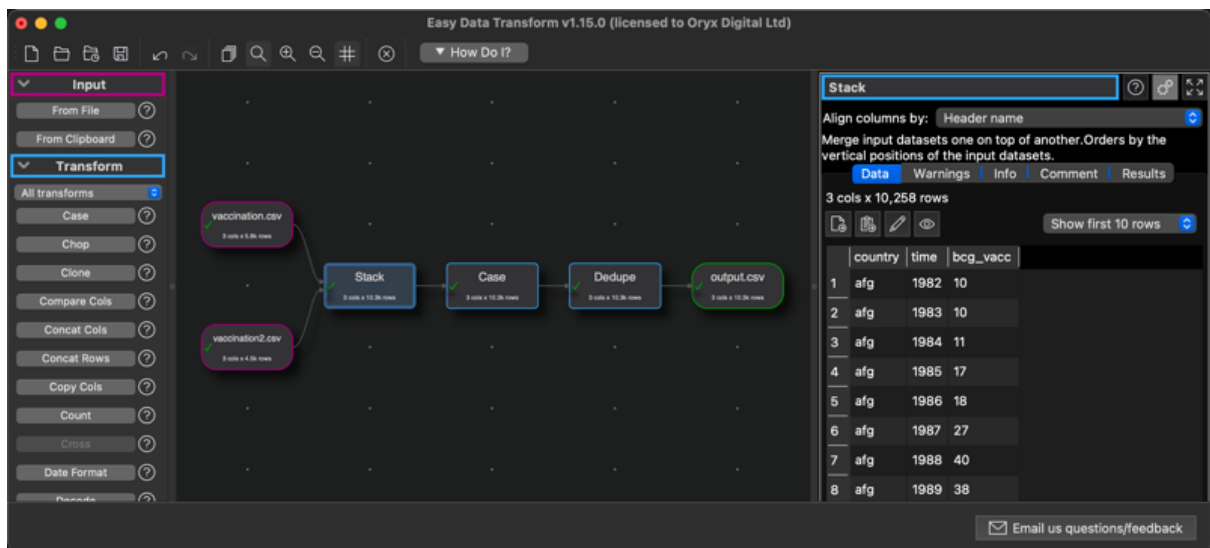 Easy Data Transform v1.15.0 (licensed to Oryx Digital Ltd)
How Do I?
Input
From File
From Clipboard
Transform
All transforms
Case
Chop
Clone
Compare Cols
Concat Cols
Concat Rows
Copy Cols
Count
Cross
Date Format
Decode
vaccination.csv
3 cols x 5.8k rows
vaccination2.csv
3 cols x 4.5k rows
Stack
3 cols x 10.3k rows
Case
3 cols x 10.3k rows
Dedupe
3 cols x 10.3k rows
output.csv
3 cols x 10.3k rows
Stack
Align columns by: Header name
Merge input datasets one on top of another.Orders by the
vertical positions of the input datasets.
Data Warnings Info Comment Results
3 cols x 10,258 rows
Show first 10 rows
country time bcg_vacc
1 afg 1982 10
2 afg 1983 10
3 afg 1984 11
4 afg 1985 17
5 afg 1986 18
6 afg 1987 27
7 afg 1988 40
8 afg 1989 38
Email us questions/feedback